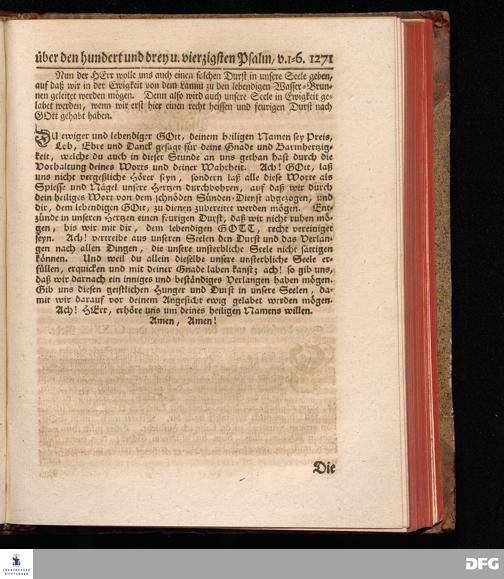 über den hundert und drey u. vierzigsten Psalm, v.1-6. 1271
Nun der HErr wolle uns auch einen solchen Durst in unsere Seele geben,
auf daß wir in der Ewigkeit von dem Lamm zu den lebendigen Wasser-Brun-
nen geleitet werden mögen. Denn also wird auch unsere Seele in Ewigkeit ge-
labet werden, wenn wir erst hier einen recht heissen und feurigen Durst nach
GOtt gehabt haben.
DU ewiger und lebendiger GOtt, deinem heiligen Namen sey Preis,
Lob, Ehre und Danck gesagt für deine Gnade und Barmhertzig-
keit, welche du auch in dieser Stunde an uns gethan hast durch die
Vorhaltung deines Worts und deiner Wahrheit. Ach! GOtt, laß
uns nicht vergeßliche Hörer seyn, sondern laß alle diese Worte als
Spiesse und Nägel unsere Hertzen durchbohren, auf daß wir durch
dein heiliges Wort von dem schnöden Sünden-Dienst abgezogen, und
dir, dem lebendigen GOtt, zu dienen zubereitet werden mögen. Ent-
zünde in unseren Hertzen einen feurigen Durst, daß wir nicht ruhen mö-
gen, bis wir mit dir, dem lebendigen GOTT, recht vereiniget
seyn. Ach! vertreibe aus unseren Seelen den Durst und das Verlan-
gen nach allen Dingen, die unsere unsterbliche Seele nicht sättigen
können. Und weil du allein dieselbe unsere unsterbliche Seele er-
füllen, erquicken und mit deiner Gnade laben kanst; ach! so gib uns,
daß wir darnach ein inniges und beständiges Verlangen haben mögen.
Gib uns diesen geistlichen Hunger und Durst in unsere Seelen, da-
mit wir darauf vor deinem Angesicht ewig gelabet werden mögen.
Ach! HErr, erhöre uns um deines heiligen Namens willen.
Amen, Amen!
Die
FRANCKESCHE
STIFTUNGEN
DFG